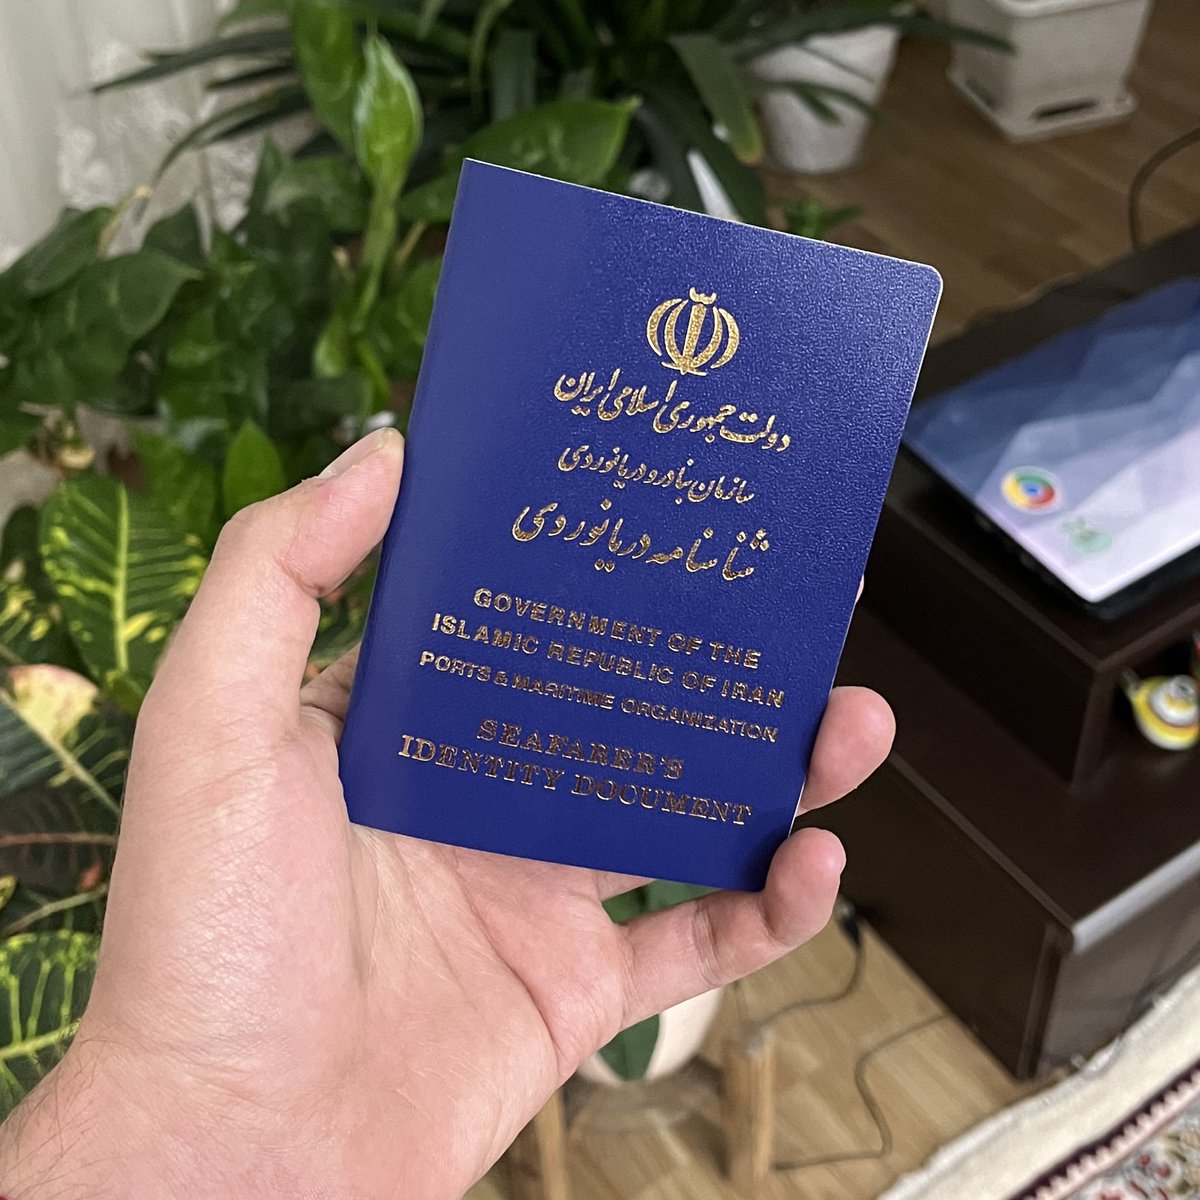 دولت جمهوری اسلامی ایران
سازمان بنادر و دریانوردی
شناسنامه دریانوردی
GOVERNMENT OF THE
ISLAMIC REPUBLIC OF IRAN
PORTS & MARITIME ORGANIZATION
SEAFARER'S
IDENTITY DOCUMENT